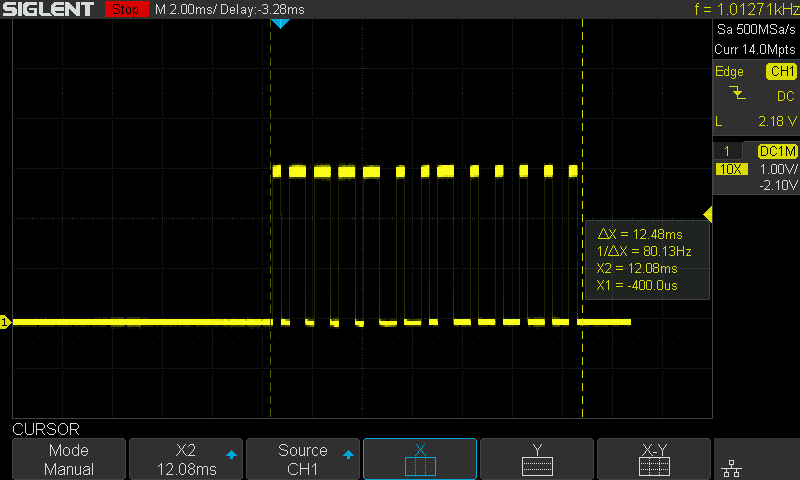 SIGLENT Stop M 2.00ms/ Delay:-3.28ms f = 1.01271kHz
Sa 500MSa/s
Curr 14.0Mpts
Edge CH1
DC
L 2.18 V
1 DC1M
10X 1.00V/
-2.10V
ΔX = 12.48ms
1/ΔX = 80.13Hz
X2 = 12.08ms
X1 = -400.0us
1
CURSOR
Mode
Manual
X2
12.08ms
Source
CH1
X
Y
X-Y